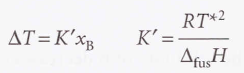 ΔT = K′x_B    K′ = RT*² / Δ_fus H